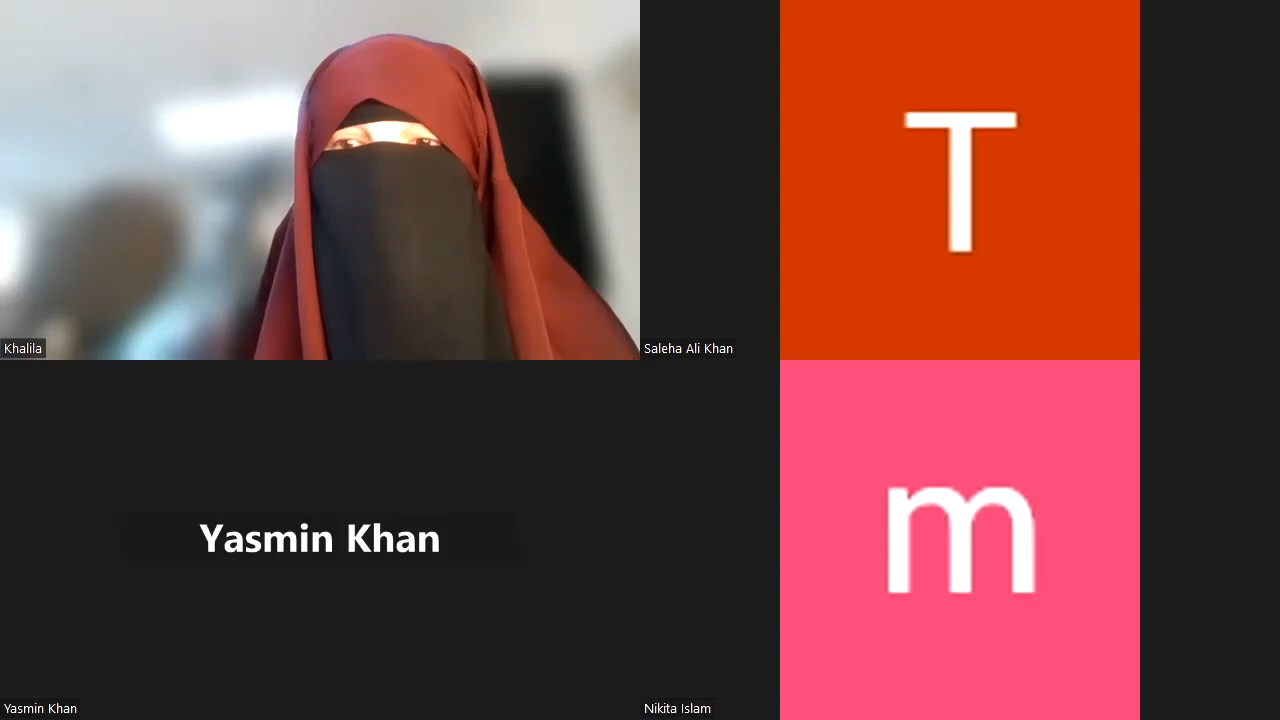 T
Khalila
Saleha Ali Khan
Yasmin Khan
m
Yasmin Khan
Nikita Islam